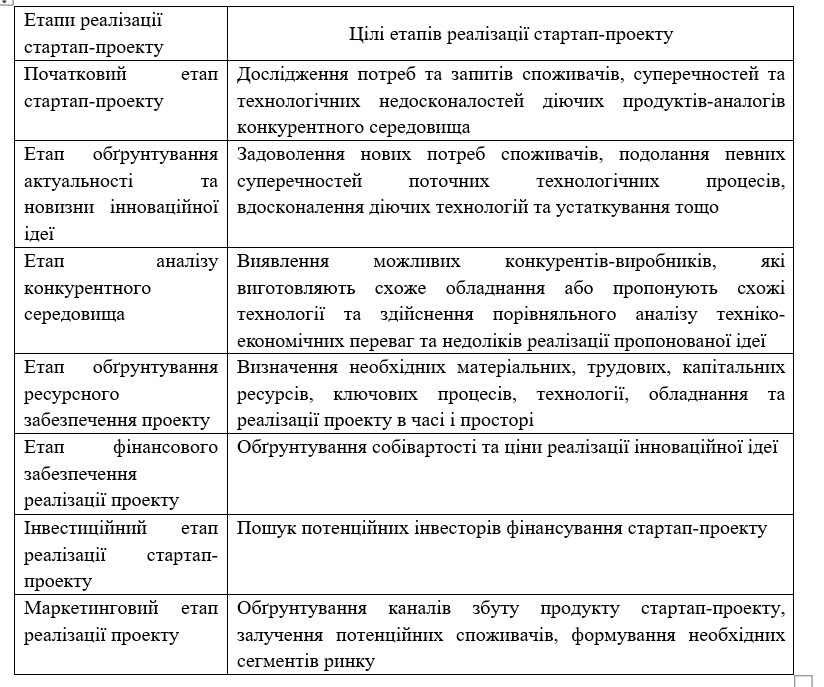 Етапи реалізації
стартап-проекту
Цілі етапів реалізації стартап-проекту
Початковий етап
стартап-проекту
Дослідження потреб та запитів споживачів, суперечностей та
технологічних недосконалостей діючих продуктів-аналогів
конкурентного середовища
Етап обґрунтування
актуальності та
новизни інноваційної
ідеї
Задоволення нових потреб споживачів, подолання певних
суперечностей поточних технологічних процесів,
вдосконалення діючих технологій та устаткування тощо
Етап аналізу
конкурентного
середовища
Виявлення можливих конкурентів-виробників, які
виготовляють схоже обладнання або пропонують схожі
технології та здійснення порівняльного аналізу техніко-
економічних переваг та недоліків реалізації пропонованої ідеї
Етап обґрунтування
ресурсного
забезпечення проекту
Визначення необхідних матеріальних, трудових, капітальних
ресурсів, ключових процесів, технології, обладнання та
реалізації проекту в часі і просторі
Етап фінансового
забезпечення
реалізації проекту
Обґрунтування собівартості та ціни реалізації інноваційної ідеї
Інвестиційний етап
реалізації стартап-
проекту
Пошук потенційних інвесторів фінансування стартап-проекту
Маркетинговий етап
реалізації проекту
Обґрунтування каналів збуту продукту стартап-проекту,
залучення потенційних споживачів, формування необхідних
сегментів ринку